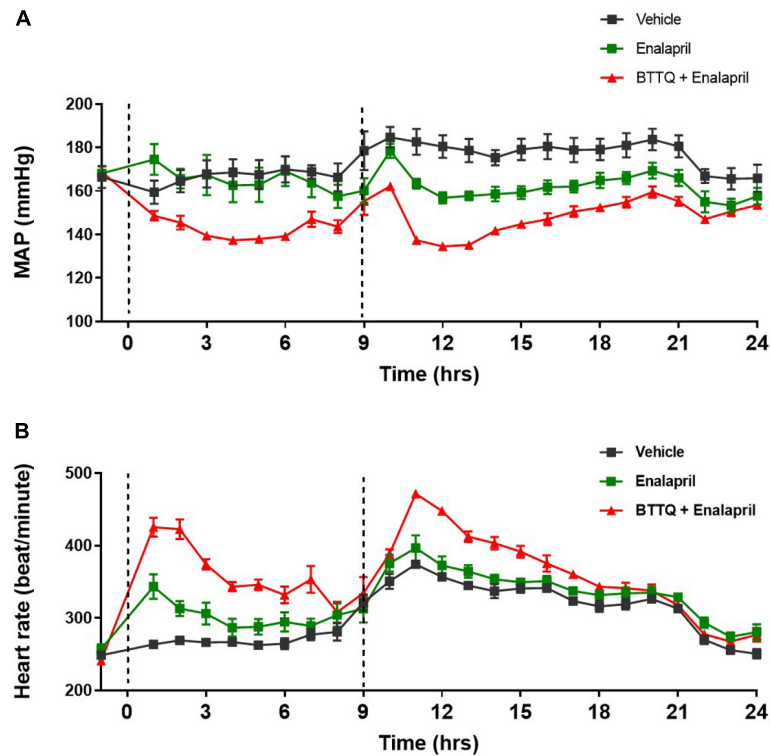 A
Vehicle
Enalapril
BTTQ + Enalapril
MAP (mmHg)
200
180
160
140
120
100
0 3 6 9 12 15 18 21 24
Time (hrs)
B
Vehicle
Enalapril
BTTQ + Enalapril
Heart rate (beat/minute)
500
400
300
200
0 3 6 9 12 15 18 21 24
Time (hrs)